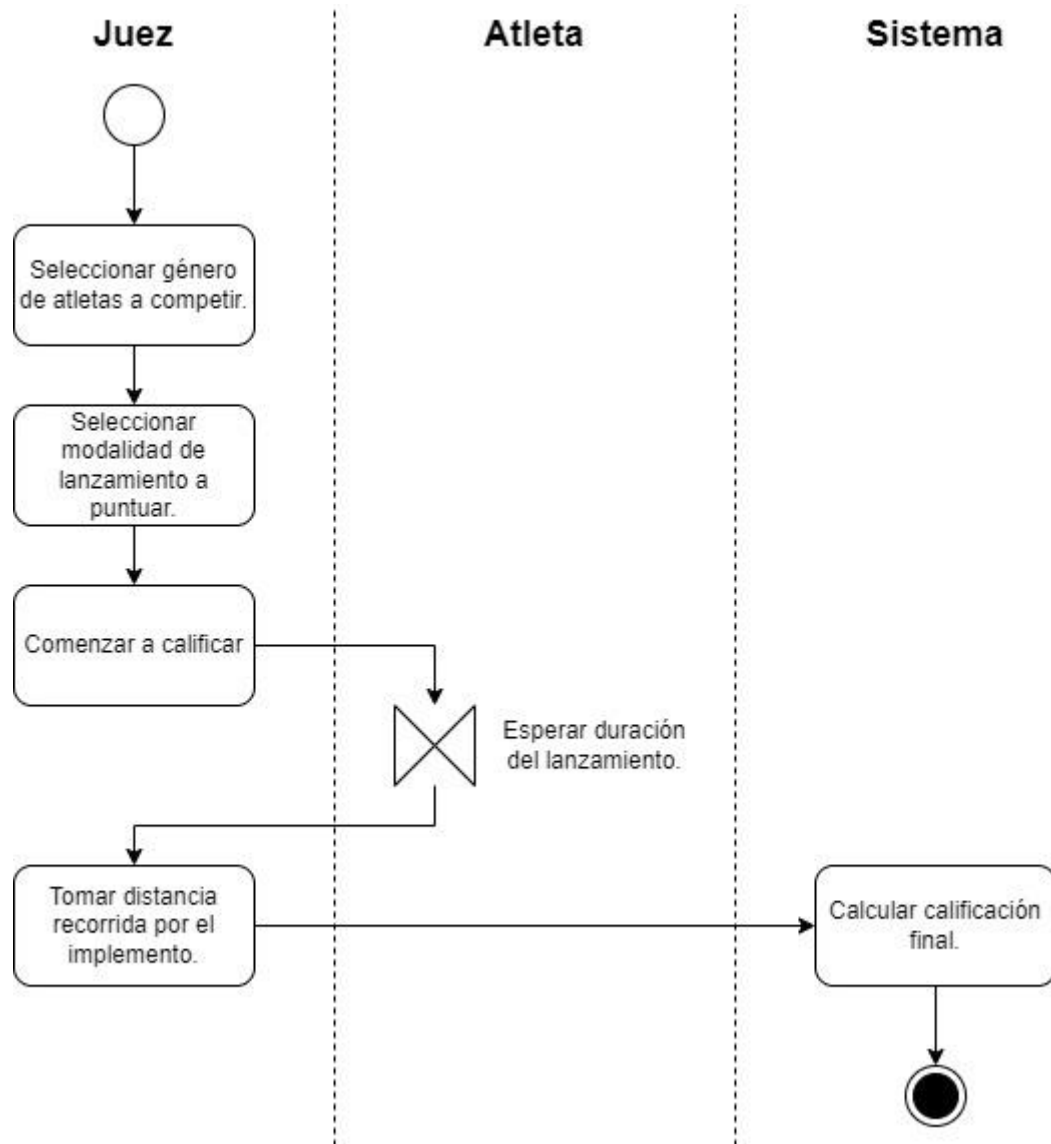 Juez
Atleta
Sistema
Seleccionar género
de atletas a competir.
Seleccionar
modalidad de
lanzamiento a
puntuar.
Comenzar a calificar
Esperar duración
del lanzamiento.
Tomar distancia
recorrida por el
implemento.
Calcular calificación
final.